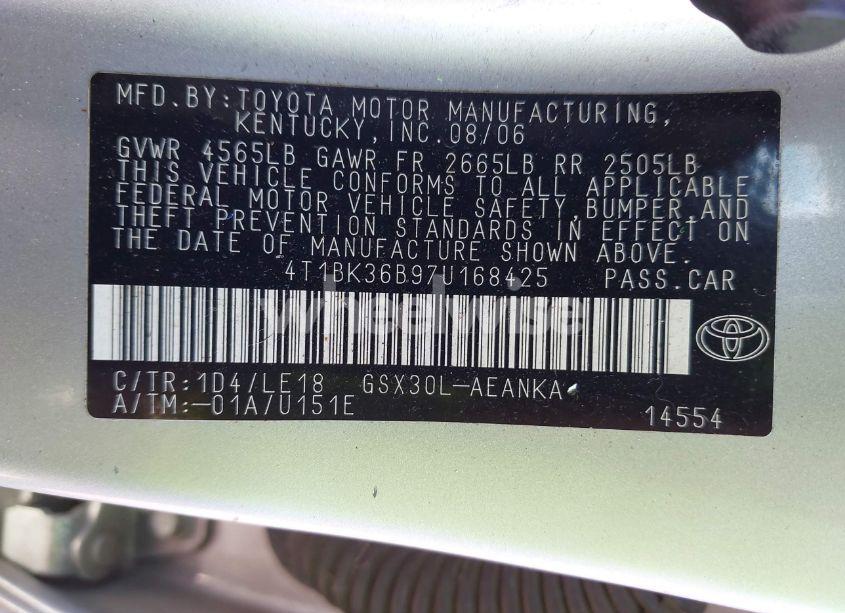 MFD.BY:TOYOTA MOTOR MANUFACTURING,
KENTUCKY,INC.08/06
GVWR 4565LB GAWR FR 2665LB RR 2505LB
THIS VEHICLE CONFORMS TO ALL APPLICABLE
FEDERAL MOTOR VEHICLE SAFETY,BUMPER,AND
THEFT PREVENTION STANDARDS IN EFFECT ON
THE DATE OF MANUFACTURE SHOWN ABOVE.
4T1BK36B97U168425 PASS.CAR
wheelwise
C/TR:1D4/LE18 GSX30L-AEANKA
A/TM:-01A/U151E 14554